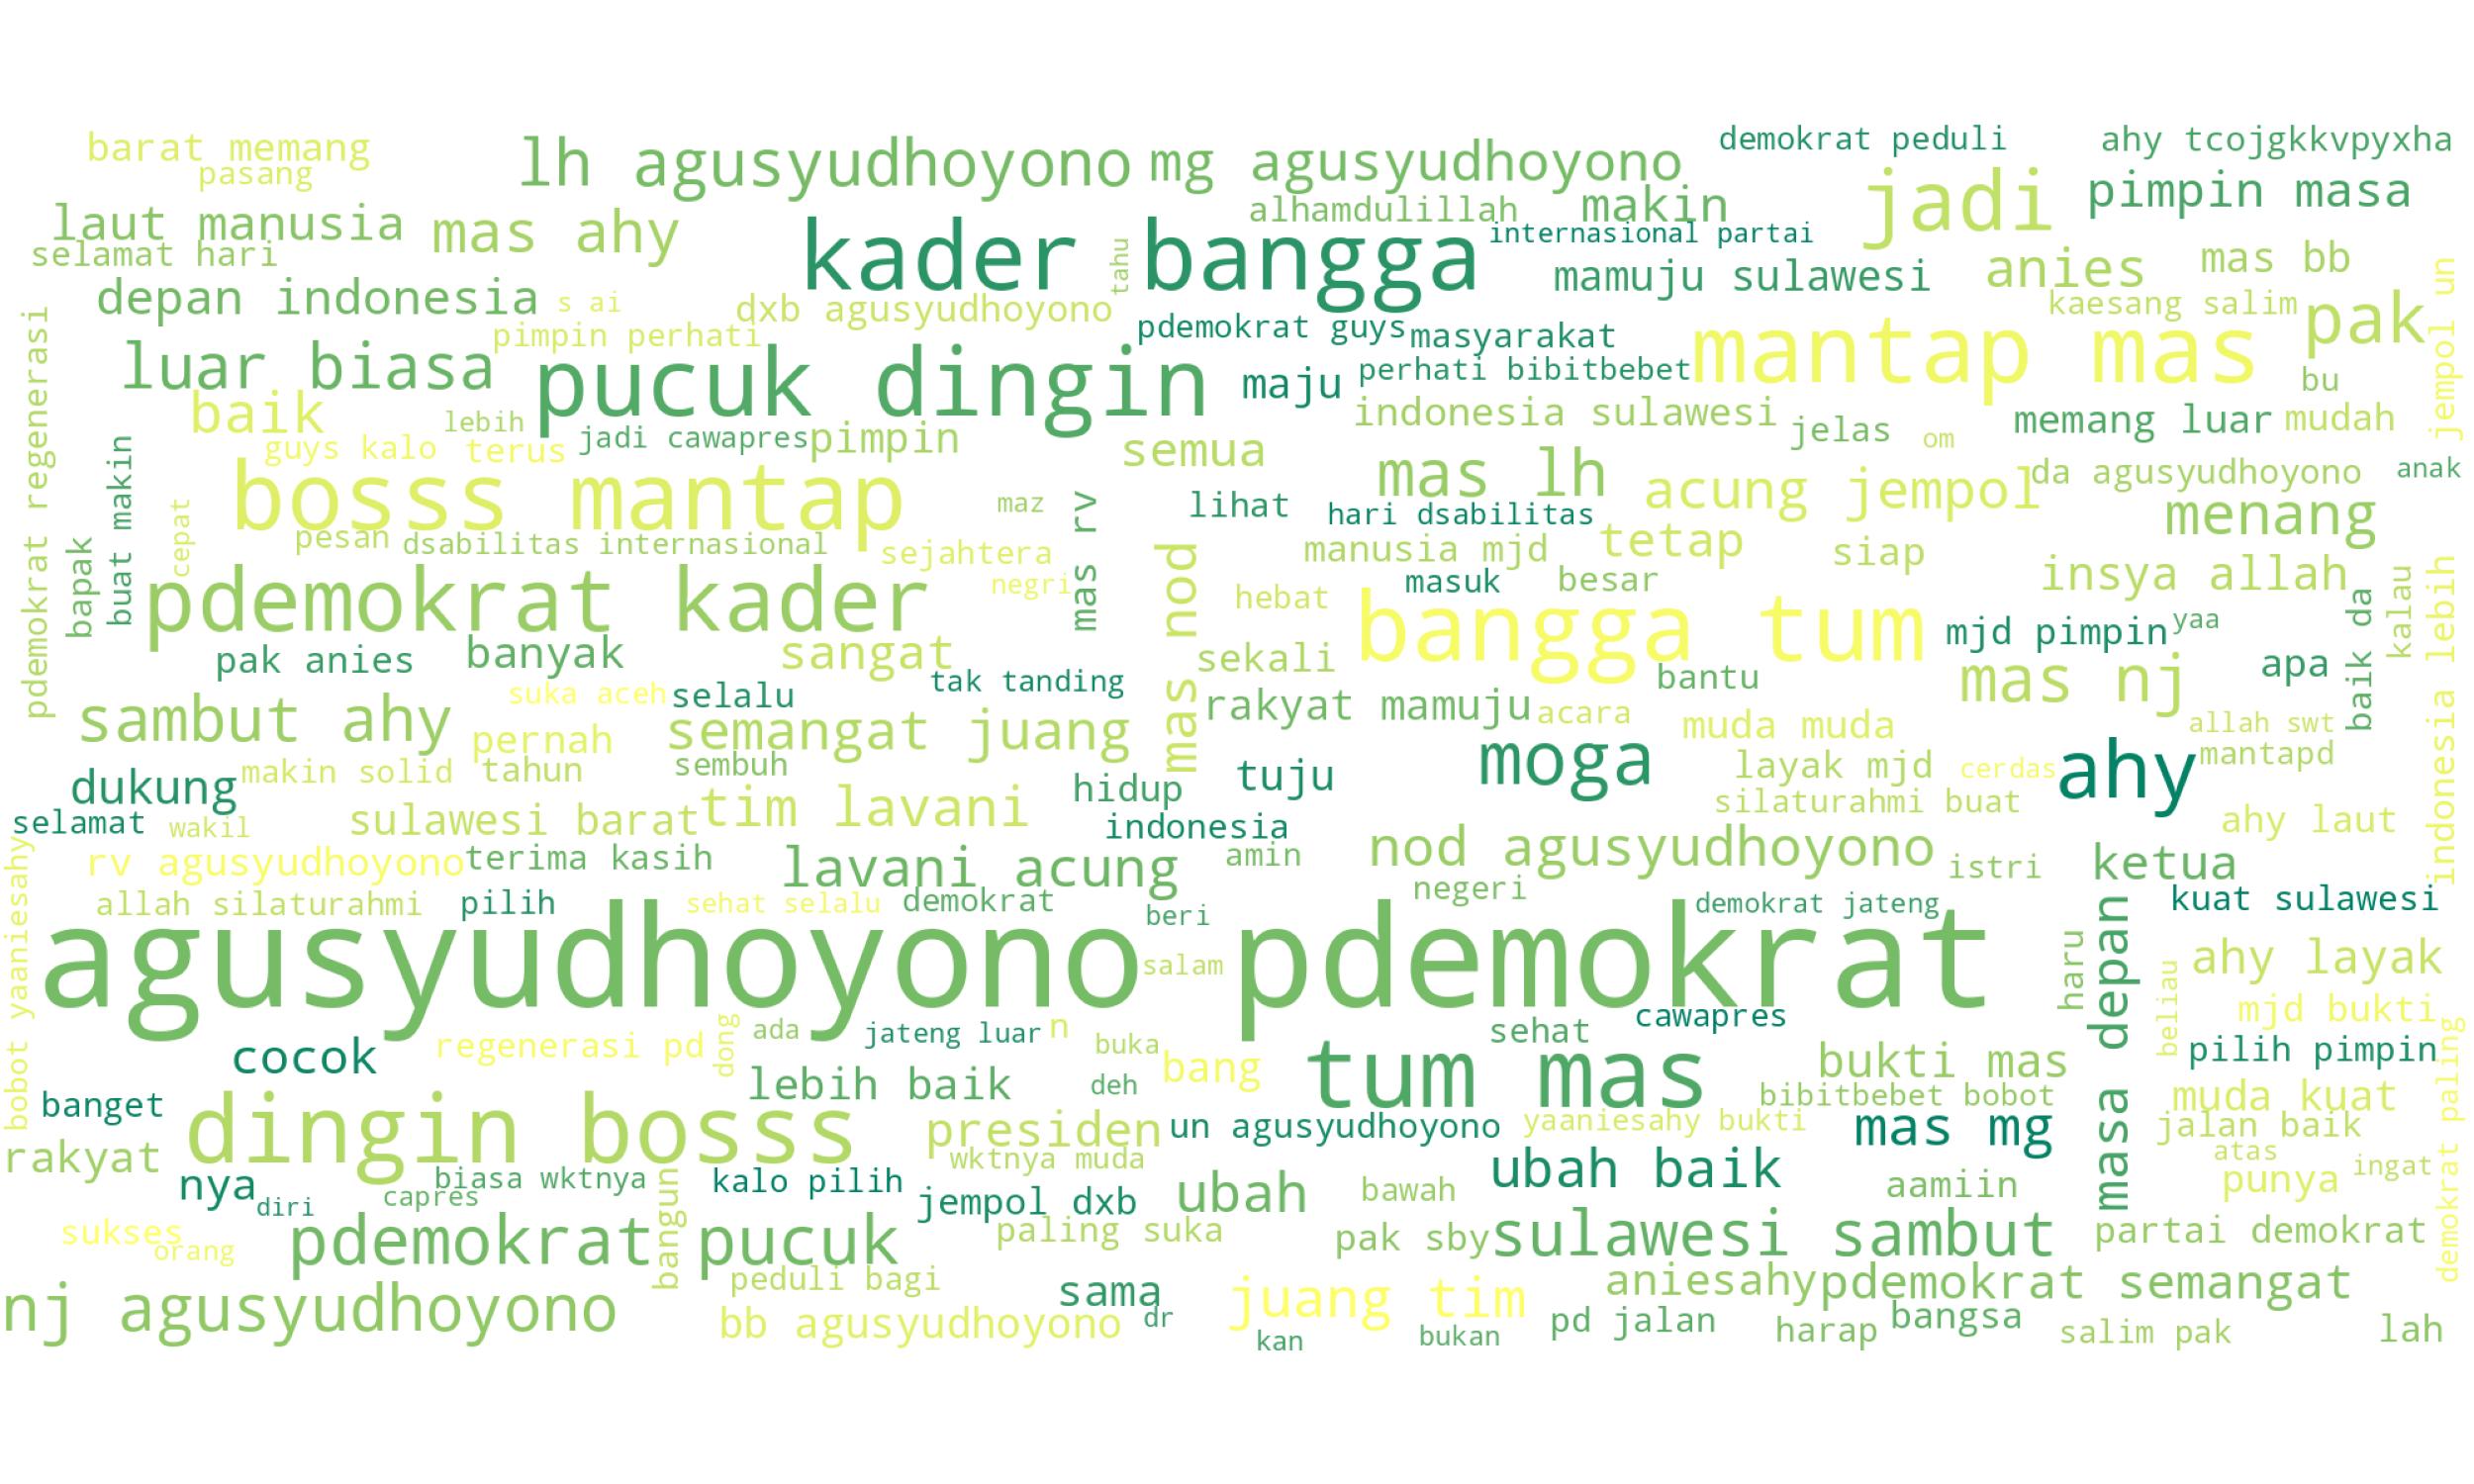 barat memang
pasang
lh agusyudhoyono
mg agusyudhoyono
demokrat peduli
ahy tcojgkkvpyxha
laut manusia
selamat hari
mas ahy
kader bangga
alhamdulillah
makin
jadi
pimpin masa
internasional partai
tahu
depan indonesia
s ai
dxb agusyudhoyono
mamuju sulawesi
anies
mas bb
kaesang salim
pak
jempol un
pdemokrat regenerasi
pimpin perhati
luar biasa
pucuk dingin
pdemokrat guys
masyarakat
maju
perhati bibitbebet
mantap mas
bu
baik
lebih
jadi cawapres
pimpin
indonesia sulawesi
jelas
om
memang luar
mudah
guys kalo
terus
semua
mas lh
acung jempol
da agusyudhoyono
anak
buat makin
bosss mantap
maz
mas rv
lihat
hari dsabilitas
menang
cepat
pesan
dsabilitas internasional
sejahtera
mas nod
manusia mjd
tetap
siap
bapak
pdemokrat kader
negri
hebat
masuk
besar
insya allah
kalau
indonesia lebih
bangga tum
mjd pimpin
yaa
baik da
pak anies
banyak
sangat
sekali
bantu
mas nj
apa
suka aceh
selalu
tak tanding
rakyat mamuju
acara
muda muda
allah swt
sambut ahy
pernah
semangat juang
moga
ahy
mantapd
dukung
makin solid
tahun
sembuh
hidup
tuju
layak mjd
cerdas
selamat
wakil
sulawesi barat
tim lavani
indonesia
silaturahmi buat
ahy laut
bobot yaaniesahy
rv agusyudhoyono
terima kasih
lavani acung
amin
nod agusyudhoyono
istri
ketua
allah silaturahmi
pilih
sehat selalu
demokrat
beri
negeri
demokrat jateng
kuat sulawesi
agusyudhoyono pdemokrat
salam
haru
masa depan
beliau
ahy layak
cocok
regenerasi pd
dong
ada
jateng luar
n
buka
bang
sehat
cawapres
mjd bukti
tum mas
bukti mas
pilih pimpin
demokrat paling
banget
dingin bosss
lebih baik
deh
bibitbebet bobot
muda kuat
rakyat
presiden
un agusyudhoyono
yaaniesahy bukti
mas mg
jalan baik
nya
diri
biasa wktnya
capres
bangun
wktnya muda
kalo pilih
jempol dxb
ubah
bawah
ubah baik
aamiin
atas
punya
ingat
sukses
orang
pdemokrat pucuk
paling suka
pak sby
sulawesi sambut
partai demokrat
peduli bagi
sama
juang tim
aniesahy
pdemokrat semangat
nj agusyudhoyono
bb agusyudhoyono
dr
kan
bukan
pd jalan
harap
bangsa
salim pak
lah